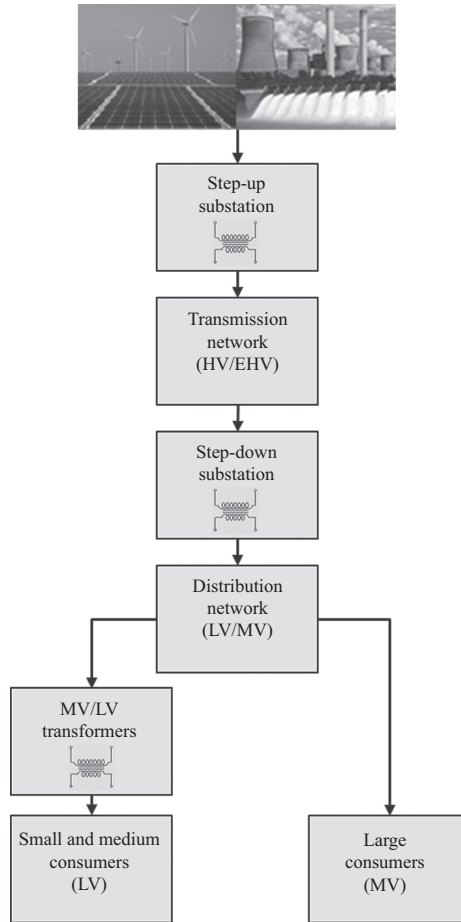 Step-up
substation
Transmission
network
(HV/EHV)
Step-down
substation
Distribution
network
(LV/MV)
MV/LV
transformers
Small and medium
consumers
(LV)
Large
consumers
(MV)